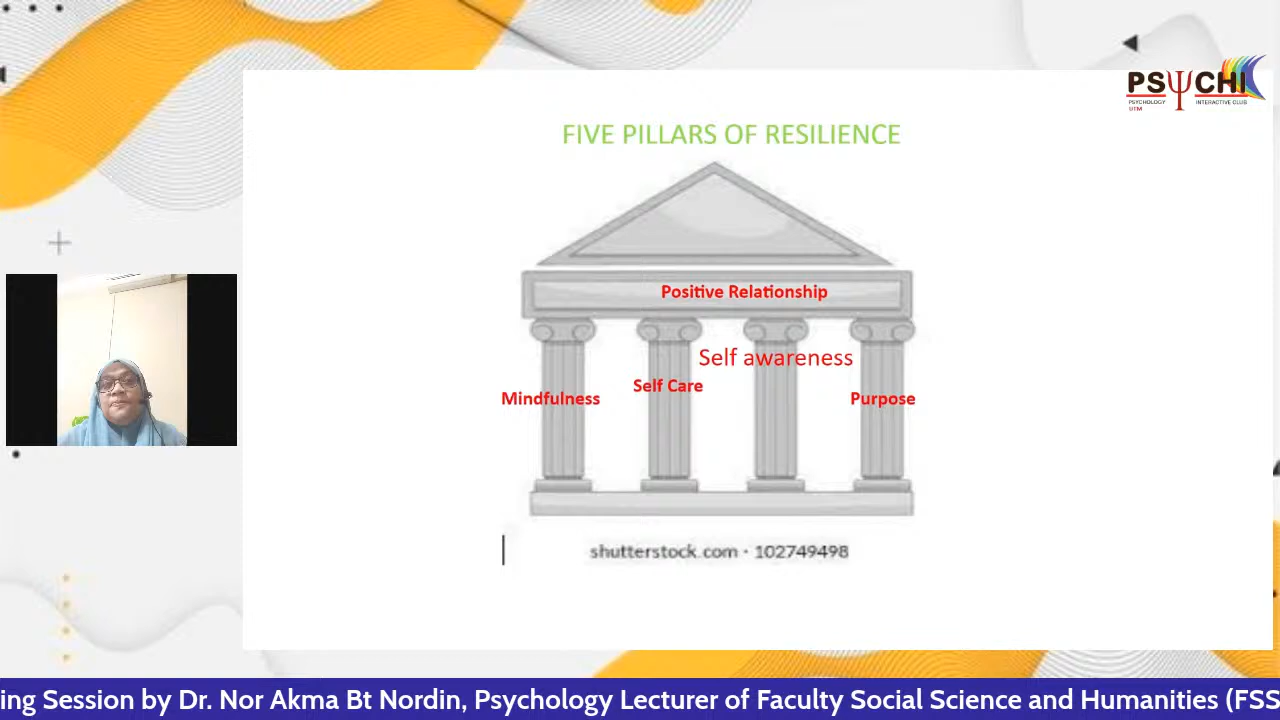 PSΨCHI
PSYCHOLOGY INTERACTIVE CLUB
UTM
FIVE PILLARS OF RESILIENCE
Positive Relationship
Self awareness
Self Care
Mindfulness
Purpose
shutterstock.com · 102749498
ing Session by Dr. Nor Akma Bt Nordin, Psychology Lecturer of Faculty Social Science and Humanities (FSS